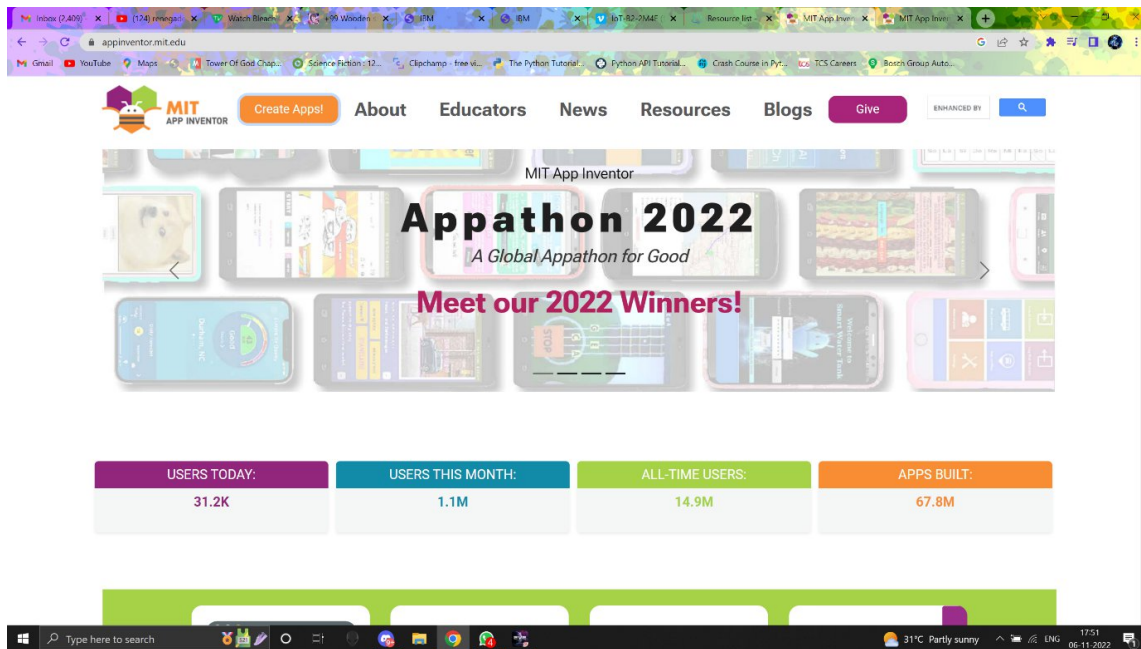 Inbox (2,409)
(124) renegad
Watch Bleach
+99 Wooden
IBM
IBM
IoT-B2-2M4E
Resource list -
MIT App Inven
MIT App Inven
appinventor.mit.edu
Gmail
YouTube
Maps
Tower Of God Chap...
Science Fiction : 12...
Clipchamp - free vi...
The Python Tutorial...
Python API Tutorial...
Crash Course in Pyt...
TCS Careers
Bosch Group Auto...
MIT
APP INVENTOR
Create Apps!
About
Educators
News
Resources
Blogs
Give
ENHANCED BY
MIT App Inventor
Appathon 2022
A Global Appathon for Good
Meet our 2022 Winners!
STOP
USERS TODAY:
31.2K
USERS THIS MONTH:
1.1M
ALL-TIME USERS:
14.9M
APPS BUILT:
67.8M
Type here to search
31°C Partly sunny
ENG
17:51
06-11-2022